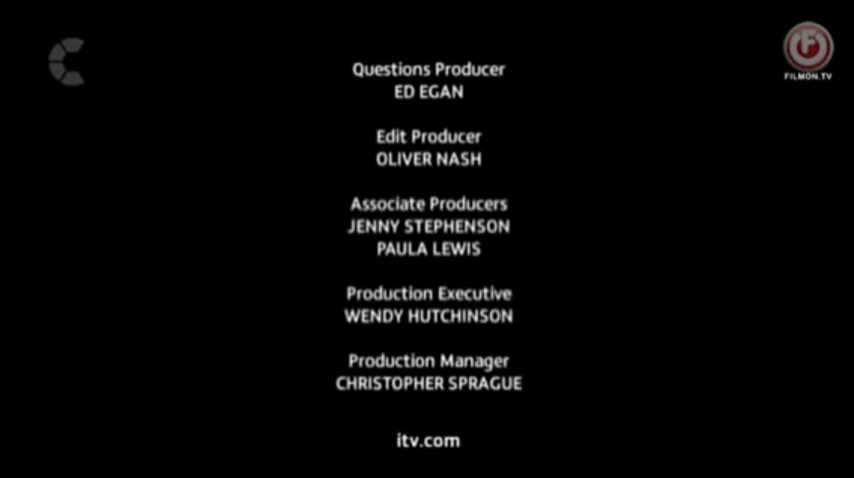 FILMON.TV
Questions Producer
ED EGAN
Edit Producer
OLIVER NASH
Associate Producers
JENNY STEPHENSON
PAULA LEWIS
Production Executive
WENDY HUTCHINSON
Production Manager
CHRISTOPHER SPRAGUE
itv.com